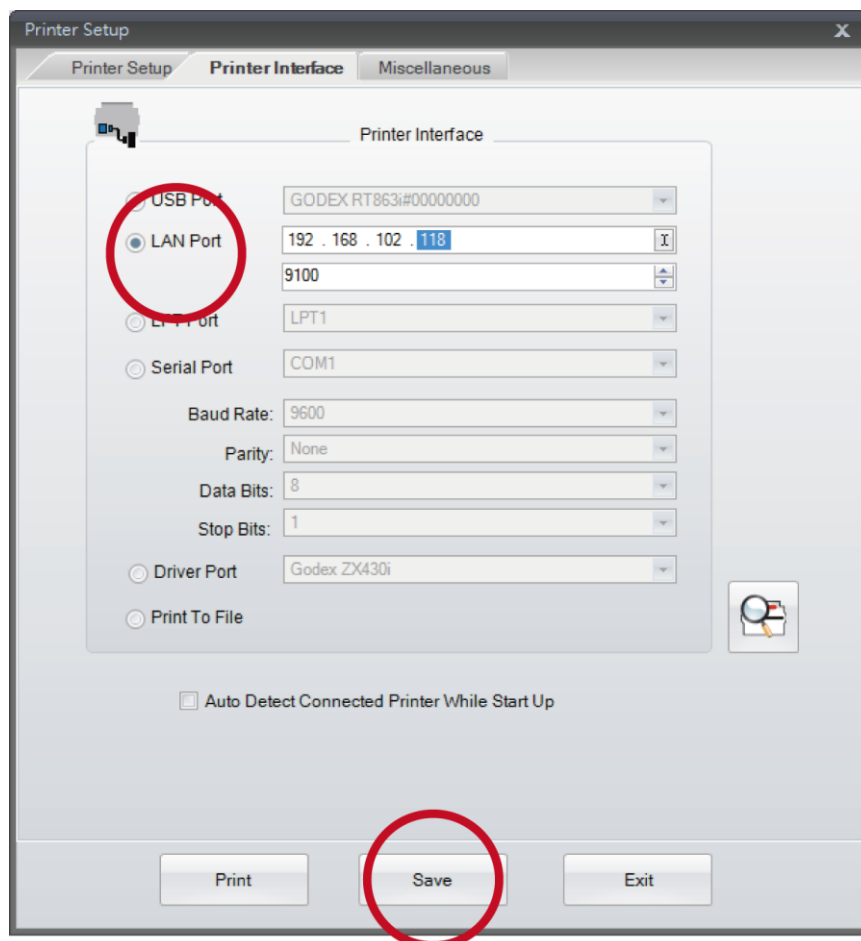 Printer Setup
Printer Setup Printer Interface Miscellaneous
Printer Interface
USB Port GODEX RT863i#00000000
LAN Port 192 . 168 . 102 . 118
9100
LPT Port LPT1
Serial Port COM1
Baud Rate: 9600
Parity: None
Data Bits: 8
Stop Bits: 1
Driver Port Godex ZX430i
Print To File
Auto Detect Connected Printer While Start Up
Print Save Exit